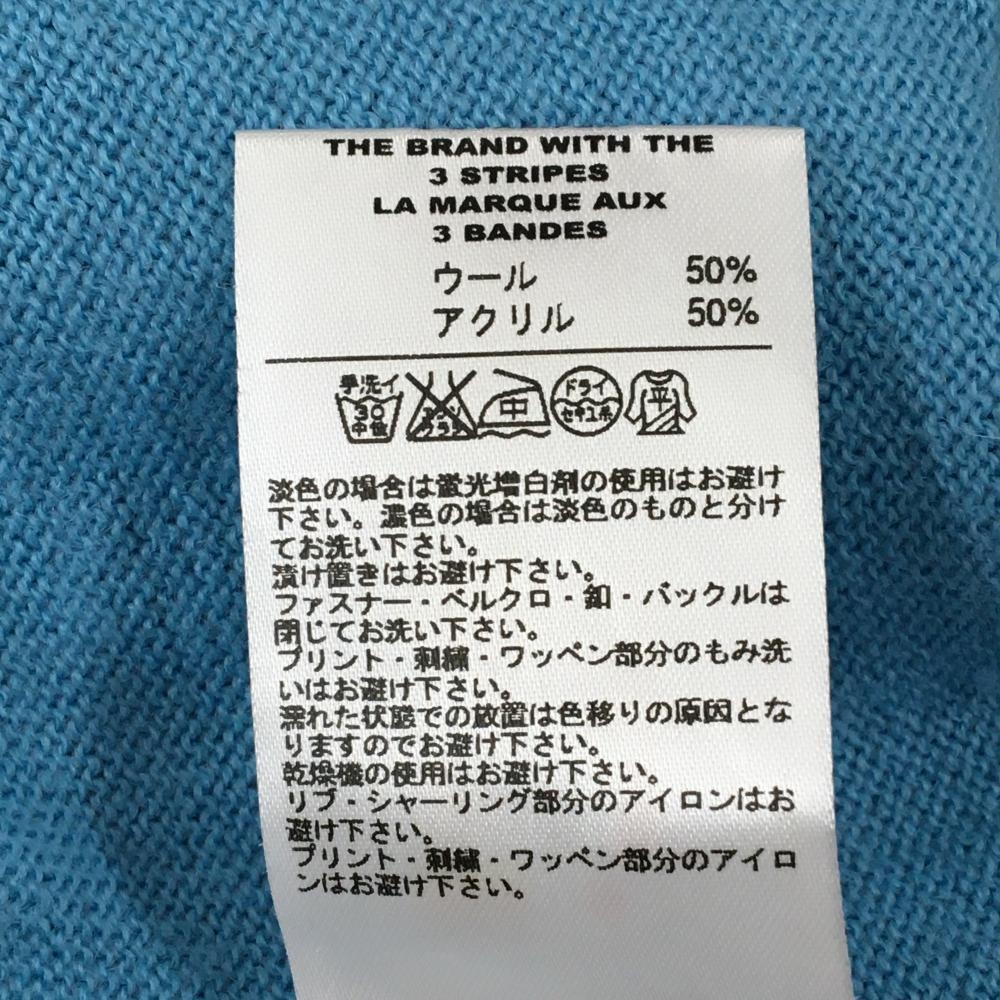 THE BRAND WITH THE
3 STRIPES
LA MARQUE AUX
3 BANDES
ウール 50%
アクリル 50%
手洗イ
30
中性
エンソ
サラシ
中
ドライ
セキユ系
平
淡色の場合は蛍光増白剤の使用はお避け
下さい。濃色の場合は淡色のものと分け
てお洗い下さい。
漬け置きはお避け下さい。
ファスナー・ベルクロ・釦・バックルは
閉じてお洗い下さい。
プリント・刺繍・ワッペン部分のもみ洗
いはお避け下さい。
濡れた状態での放置は色移りの原因とな
りますのでお避け下さい。
乾燥機の使用はお避け下さい。
リブ・シャーリング部分のアイロンはお
避け下さい。
プリント・刺繍・ワッペン部分のアイロ
ンはお避け下さい。